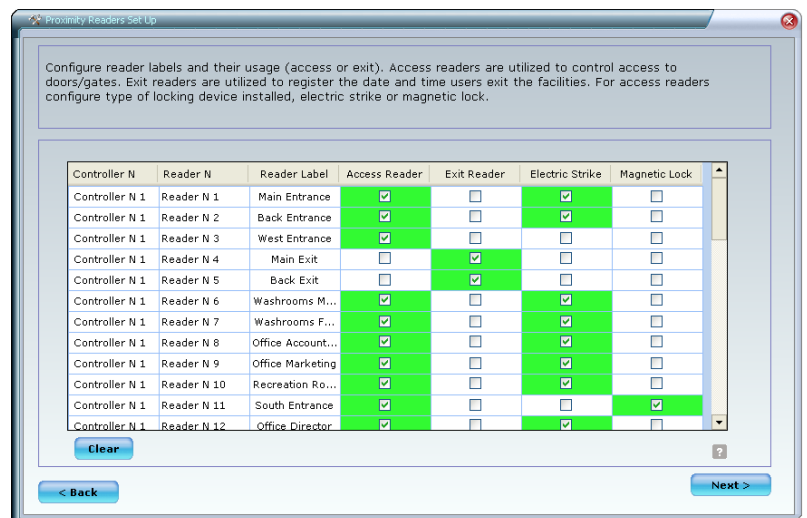 Proximity Readers Set Up
Configure reader labels and their usage (access or exit). Access readers are utilized to control access to
doors/gates. Exit readers are utilized to register the date and time users exit the facilities. For access readers
configure type of locking device installed, electric strike or magnetic lock.
Controller N Reader N Reader Label Access Reader Exit Reader Electric Strike Magnetic Lock
Controller N 1 Reader N 1 Main Entrance
Controller N 1 Reader N 2 Back Entrance
Controller N 1 Reader N 3 West Entrance
Controller N 1 Reader N 4 Main Exit
Controller N 1 Reader N 5 Back Exit
Controller N 1 Reader N 6 Washrooms M...
Controller N 1 Reader N 7 Washrooms F...
Controller N 1 Reader N 8 Office Account...
Controller N 1 Reader N 9 Office Marketing
Controller N 1 Reader N 10 Recreation Ro...
Controller N 1 Reader N 11 South Entrance
Controller N 1 Reader N 12 Office Director
Clear
?
< Back
Next >